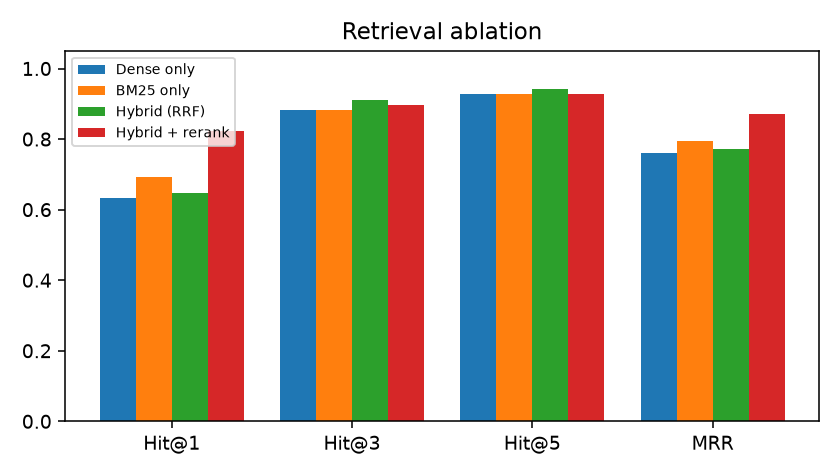 Retrieval ablation
Dense only
BM25 only
Hybrid (RRF)
Hybrid + rerank
1.0
0.8
0.6
0.4
0.2
0.0
Hit@1 Hit@3 Hit@5 MRR